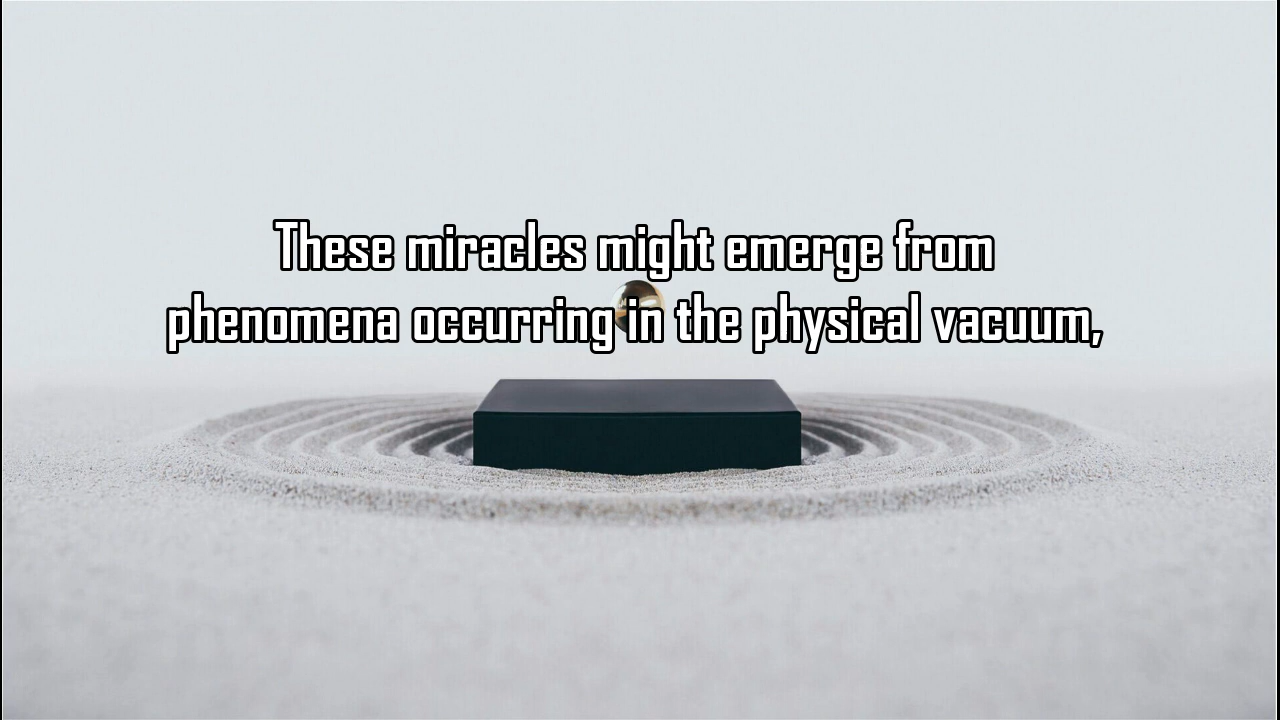 These miracles might emerge from
phenomena occurring in the physical vacuum,